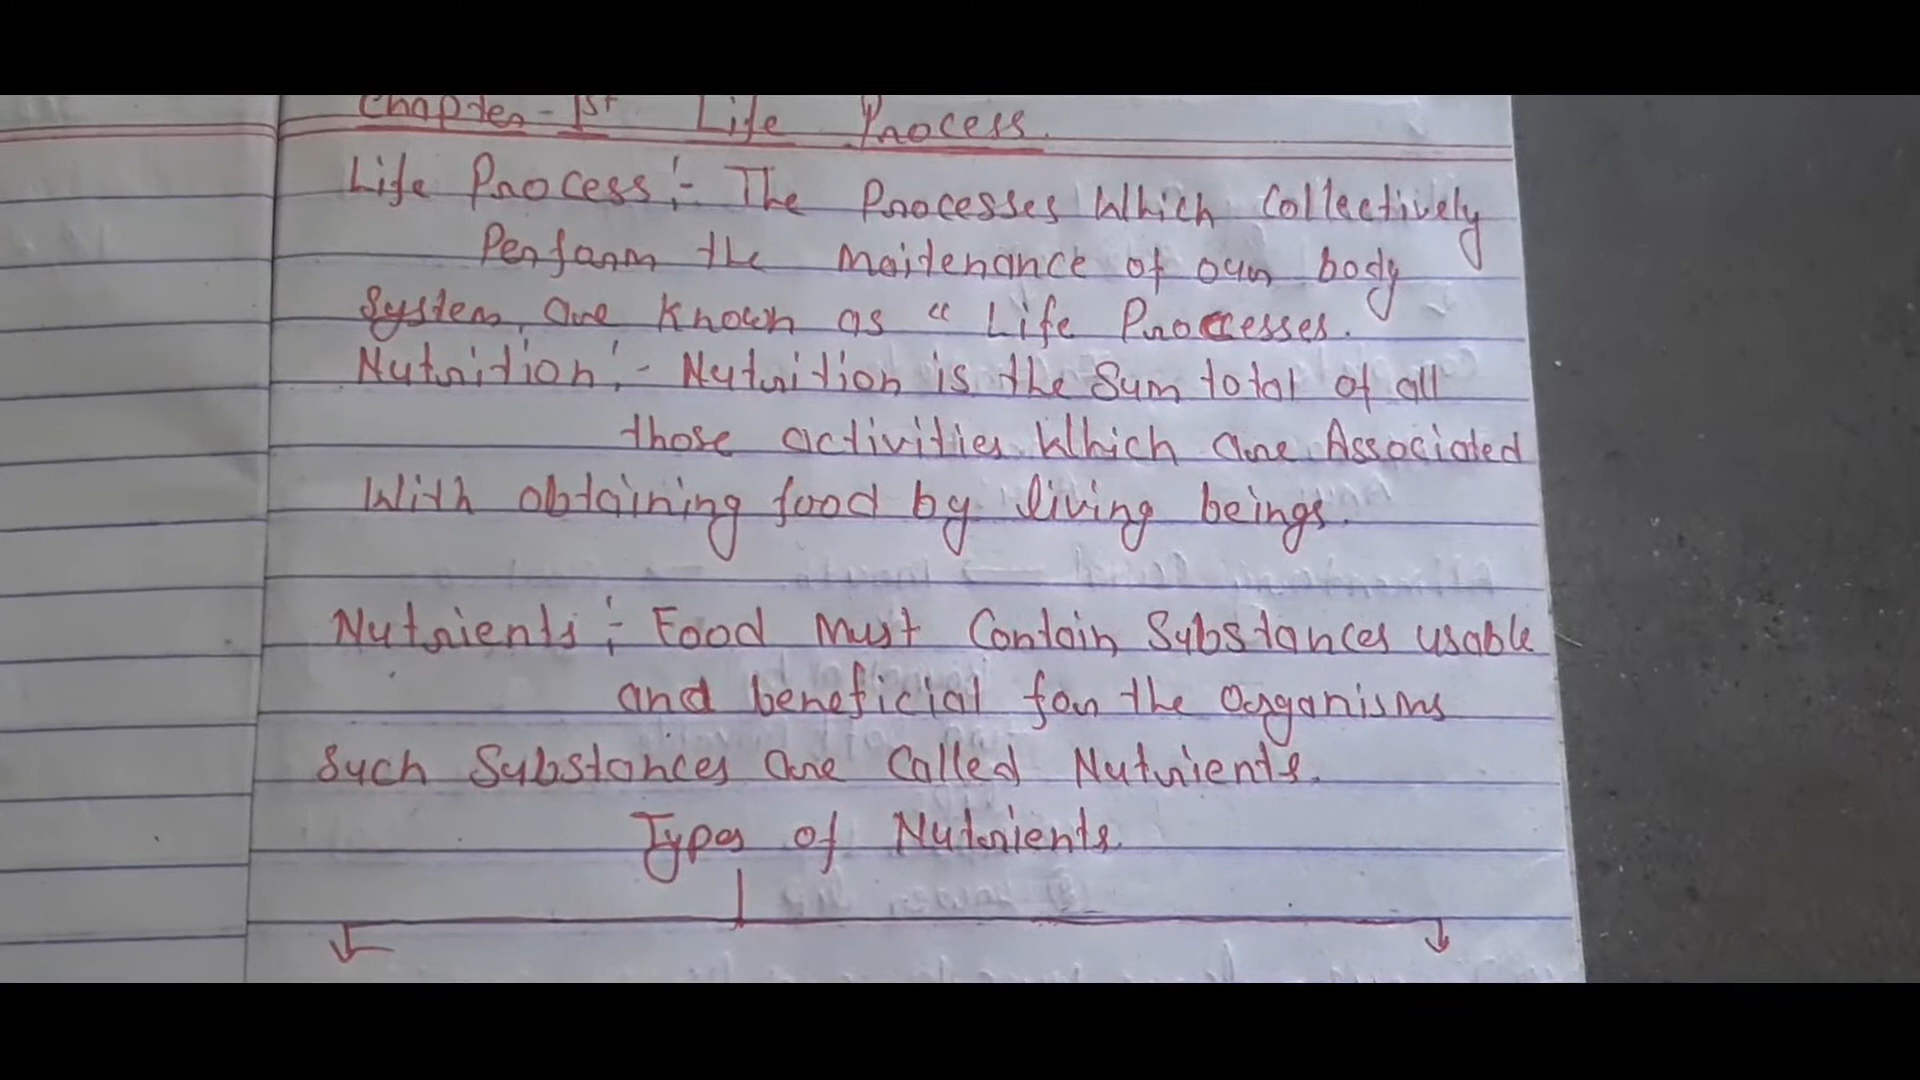 Chapter-1st Life Process.
Life Process:- The Processes Which Collectively
Perform the maitenance of our body
System, are known as “ Life Processes.
Nutrition:- Nutrition is the Sum total of all
those activities Which are Associated
With obtaining food by living beings.
Nutrients:- Food must Contain Substances usable
and beneficial for the Organisms
Such Substances are Called Nutrients.
Types of Nutrients.